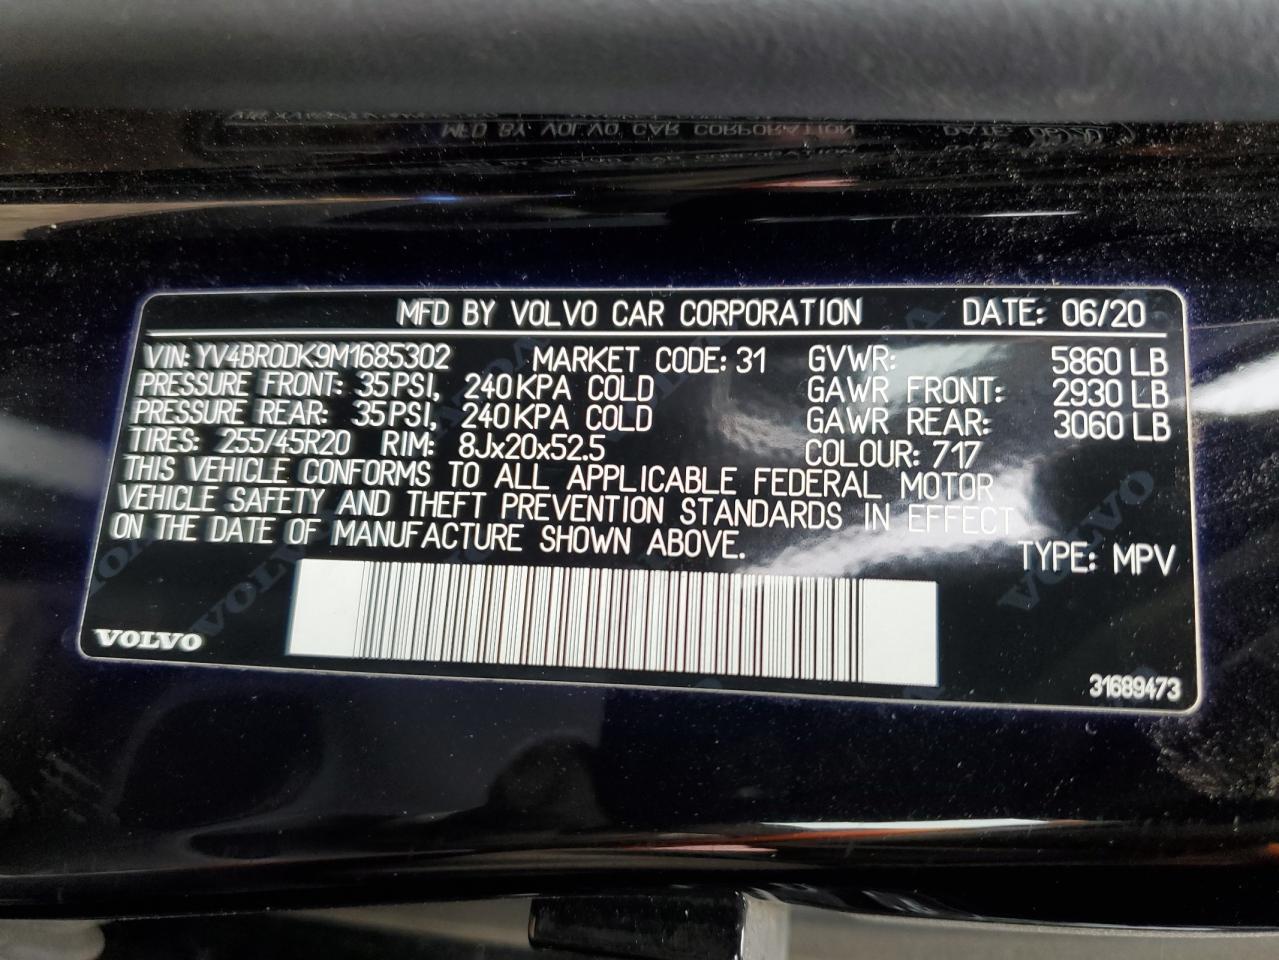 MFD BY VOLVO CAR CORPORATION DATE: 06/20
VIN: YV4BR0DK9M1685302 MARKET CODE: 31 GVWR: 5860 LB
PRESSURE FRONT: 35 PSI, 240 KPA COLD GAWR FRONT: 2930 LB
PRESSURE REAR: 35 PSI, 240 KPA COLD GAWR REAR: 3060 LB
TIRES: 255/45R20 RIM: 8Jx20x52.5 COLOUR: 717
THIS VEHICLE CONFORMS TO ALL APPLICABLE FEDERAL MOTOR
VEHICLE SAFETY AND THEFT PREVENTION STANDARDS IN EFFECT
ON THE DATE OF MANUFACTURE SHOWN ABOVE.
TYPE: MPV
VOLVO
31689473